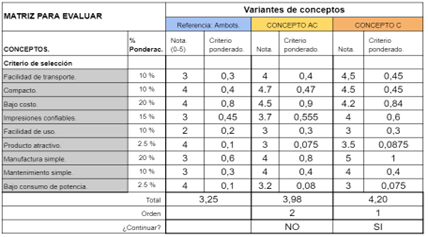 MATRIZ PARA EVALUAR Variantes de conceptos
Referencia: Ambots. CONCEPTO AC CONCEPTO C
CONCEPTOS. % Ponderac. Nota. (0-5) Criterio ponderado Nota. Criterio ponderado. Nota. Criterio ponderado.
Criterio de selección
Facilidad de transporte. 10 % 3 0,3 4 0,4 4,5 0,45
Compacto. 10 % 4 0,4 4.7 0,47 4.5 0,45
Bajo costo. 20 % 4 0,8 4.5 0,9 4.2 0,84
Impresiones confiables. 15 % 3 0,45 3.7 0,555 4 0,6
Facilidad de uso. 10 % 2 0,2 3 0,3 3 0,3
Producto atractivo. 2.5 % 4 0,1 3 0,075 3.5 0,0875
Manufactura simple. 20 % 3 0,6 4 0,8 5 1
Mantenimiento simple. 10 % 3 0,3 4 0,4 4 0,4
Bajo consumo de potencia. 2.5 % 4 0,1 3.2 0,08 3 0,075
Total 3,25 3,98 4,20
Orden 2 1
¿Continuar? NO SI